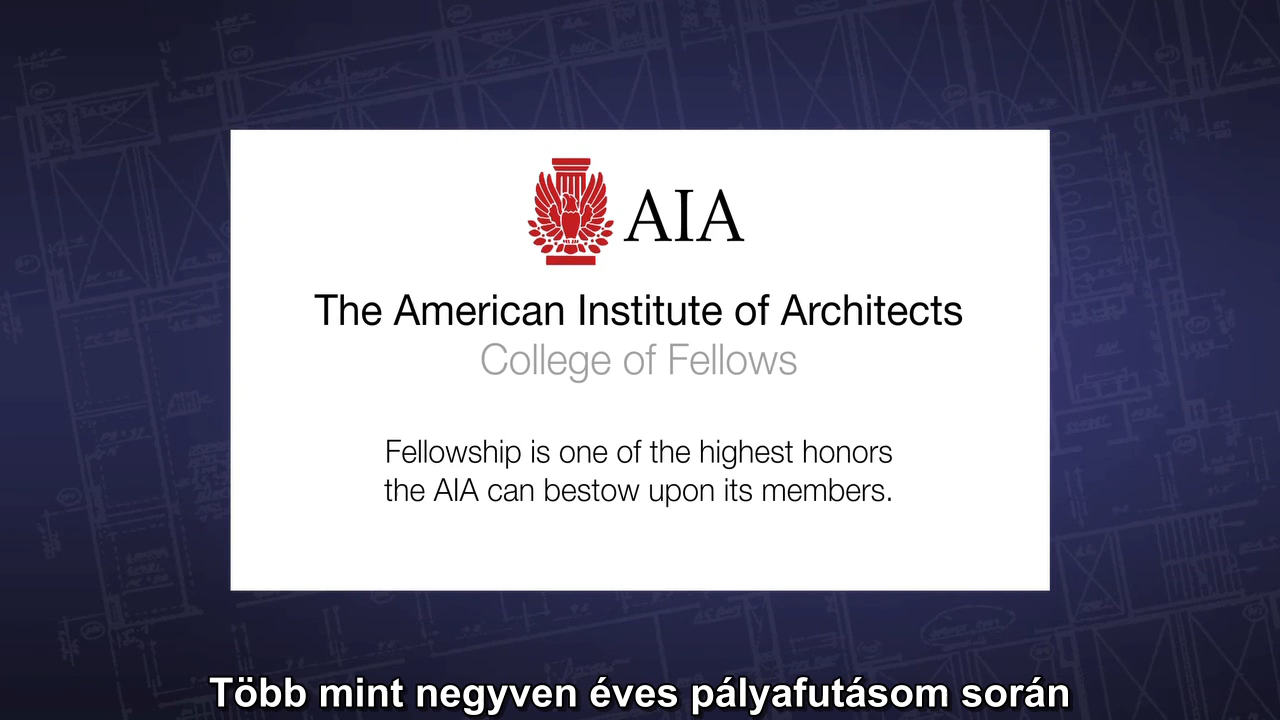 AIA
The American Institute of Architects
College of Fellows
Fellowship is one of the highest honors
the AIA can bestow upon its members.
Több mint negyven éves pályafutásom során